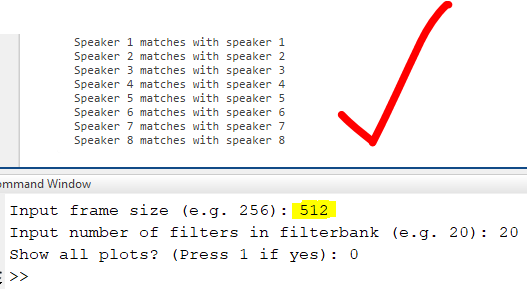 Speaker 1 matches with speaker 1
Speaker 2 matches with speaker 2
Speaker 3 matches with speaker 3
Speaker 4 matches with speaker 4
Speaker 5 matches with speaker 5
Speaker 6 matches with speaker 6
Speaker 7 matches with speaker 7
Speaker 8 matches with speaker 8
ommand Window
Input frame size (e.g. 256): 512
Input number of filters in filterbank (e.g. 20): 20
Show all plots? (Press 1 if yes): 0
>>